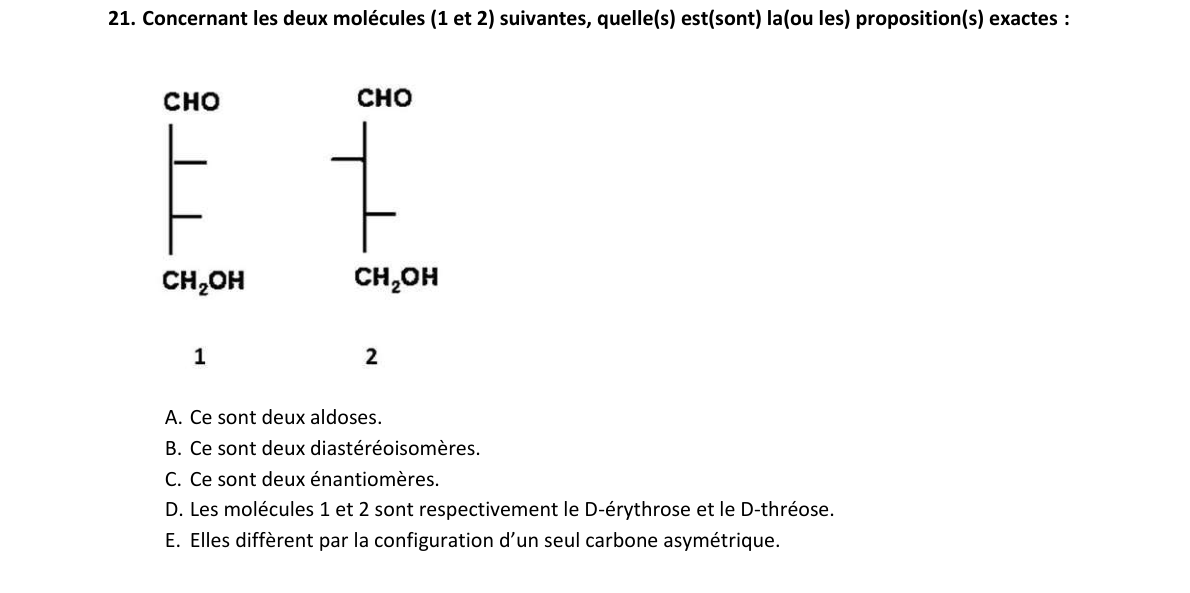 21. Concernant les deux molécules (1 et 2) suivantes, quelle(s) est(sont) la(ou les) proposition(s) exactes :
CHO CHO
CH₂OH CH₂OH
1 2
A. Ce sont deux aldoses.
B. Ce sont deux diastéréoisomères.
C. Ce sont deux énantiomères.
D. Les molécules 1 et 2 sont respectivement le D-érythrose et le D-thréose.
E. Elles diffèrent par la configuration d’un seul carbone asymétrique.